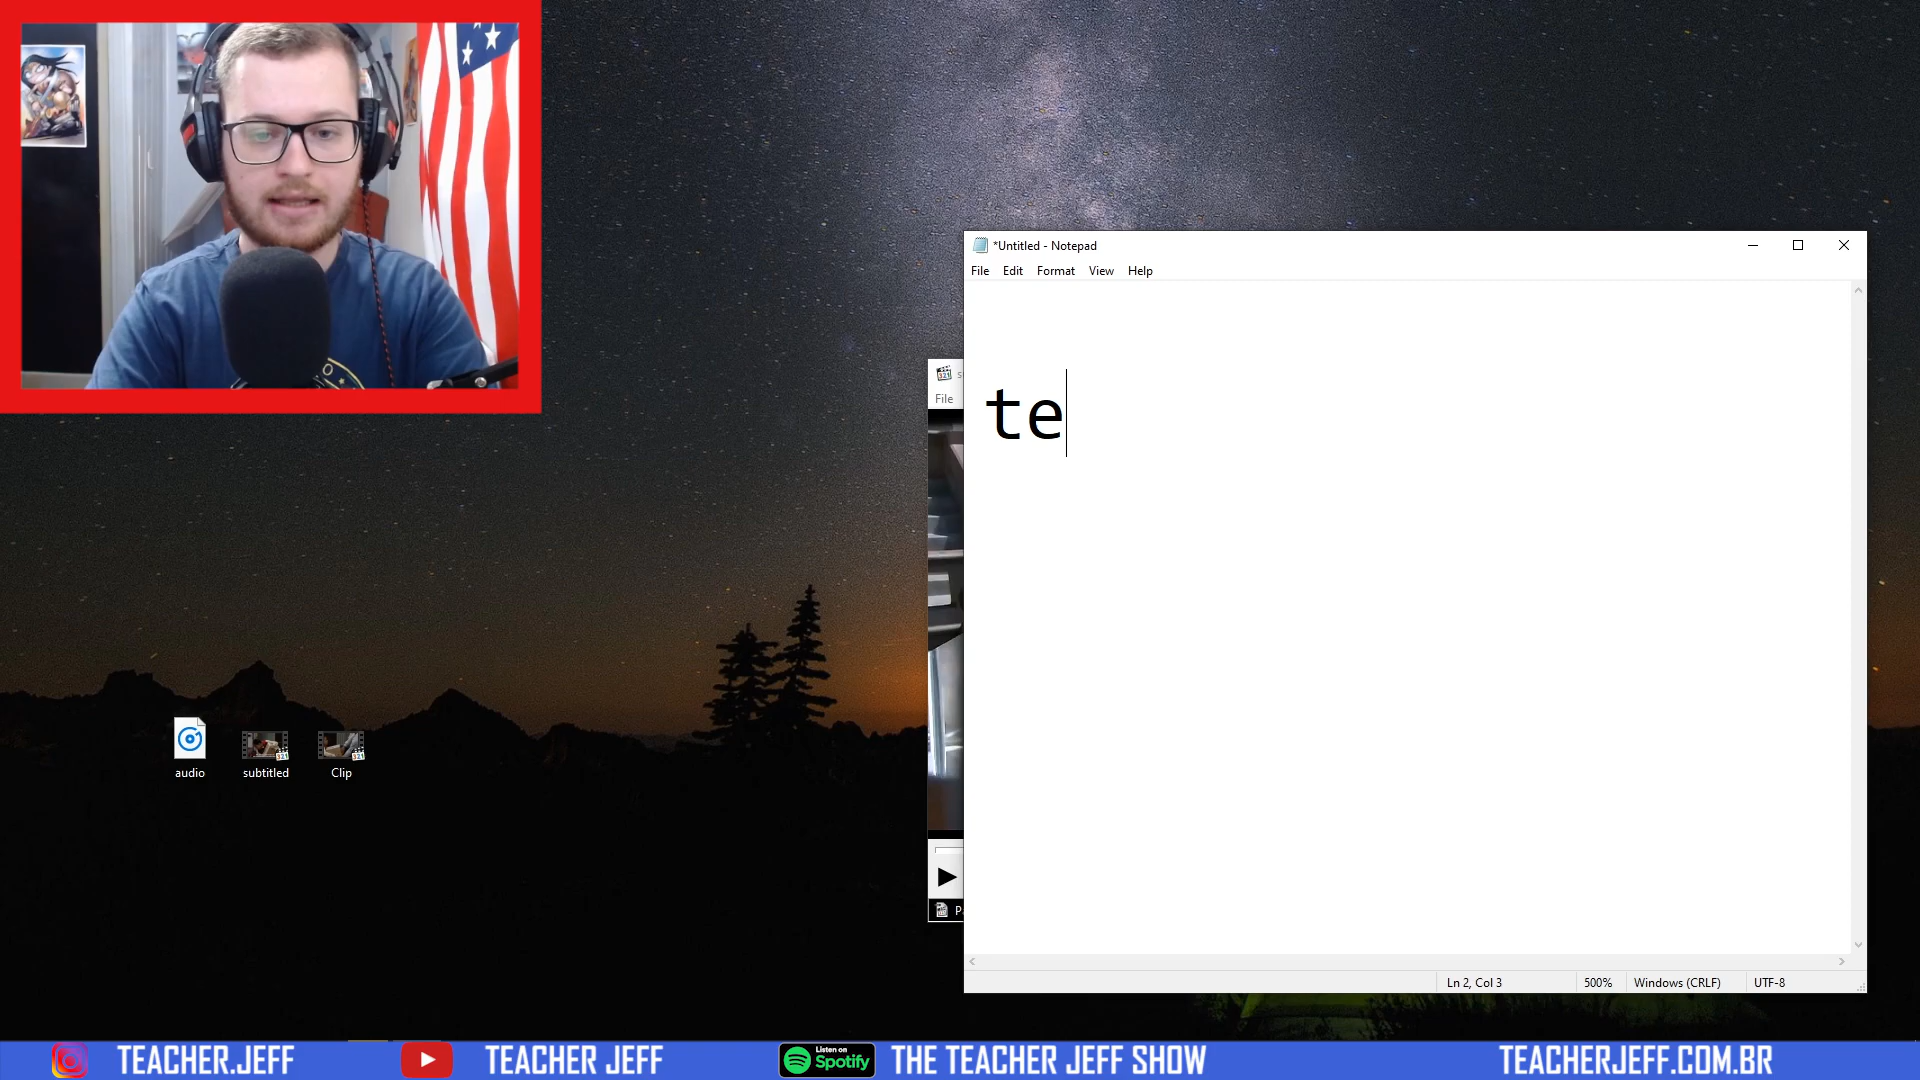 *Untitled - Notepad
File Edit Format View Help
te
File
audio
subtitled
Clip
Ln 2, Col 3
500%
Windows (CRLF)
UTF-8
TEACHER.JEFF
TEACHER JEFF
Listen on
Spotify
THE TEACHER JEFF SHOW
TEACHERJEFF.COM.BR